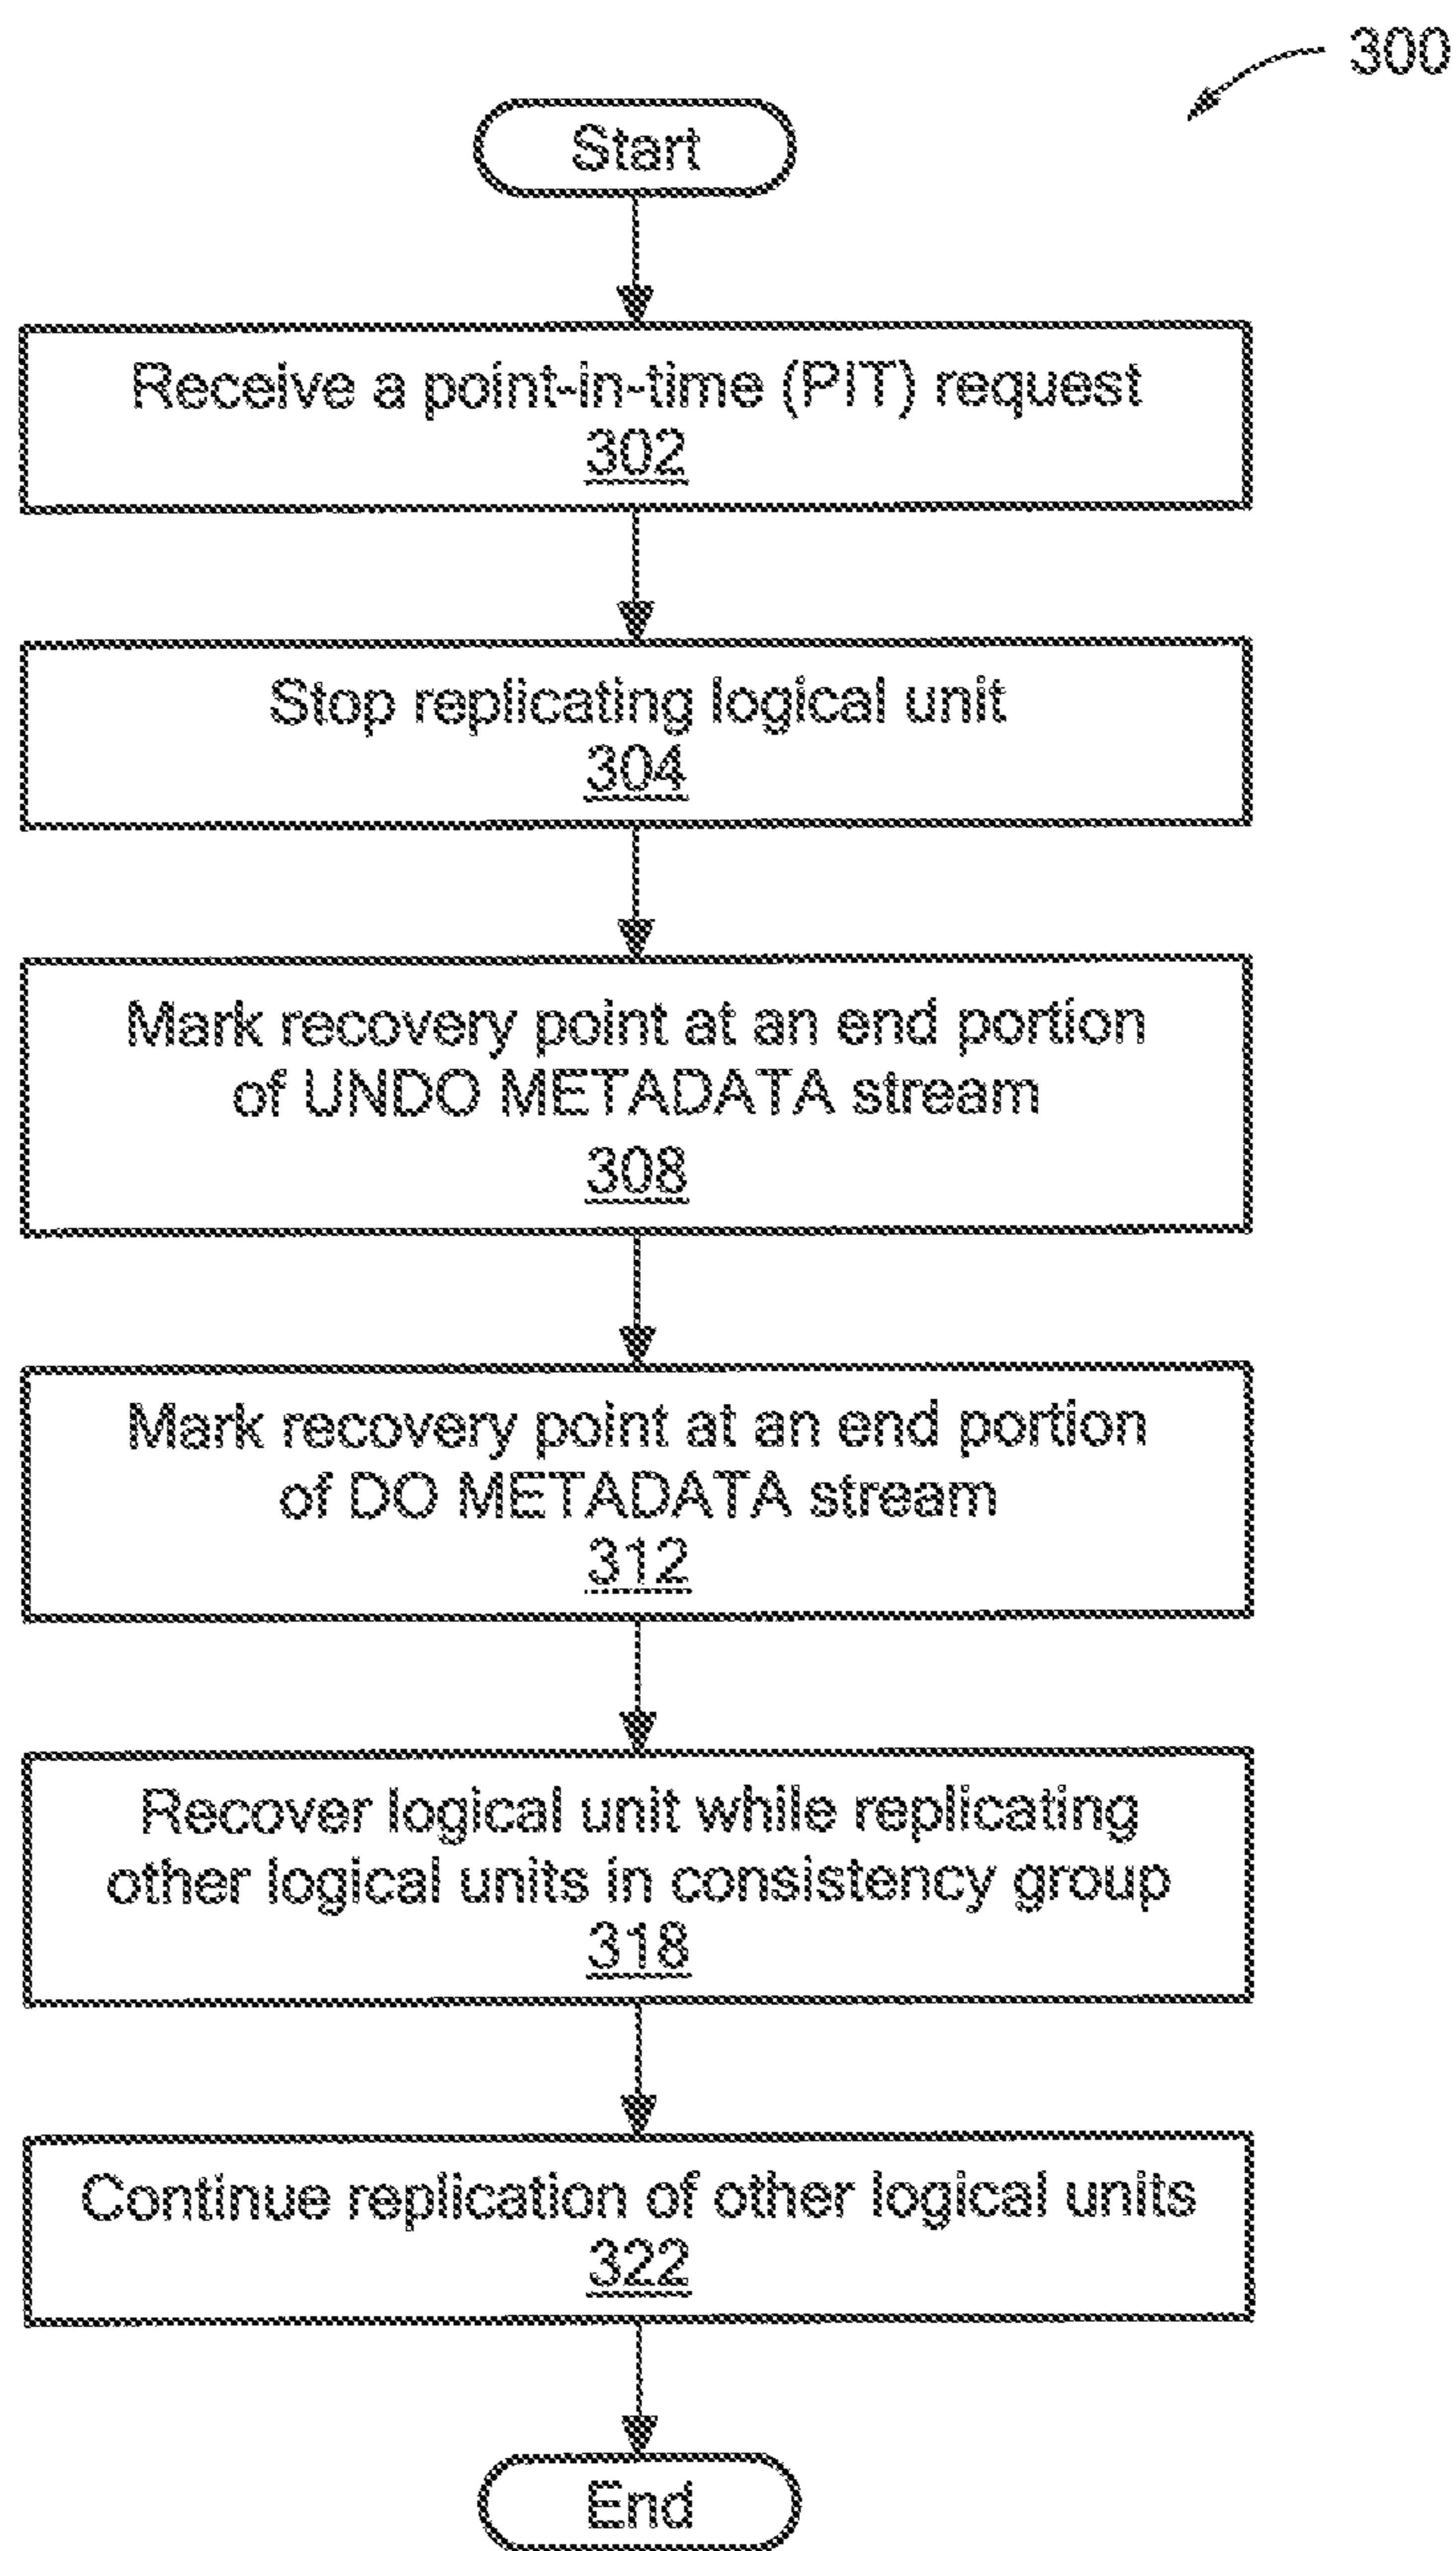 300
Start
Receive a point-in-time (PIT) request
302
Stop replicating logical unit
304
Mark recovery point at an end portion
of UNDO METADATA stream
308
Mark recovery point at an end portion
of DO METADATA stream
312
Recover logical unit while replicating
other logical units in consistency group
318
Continue replication of other logical units
322
End